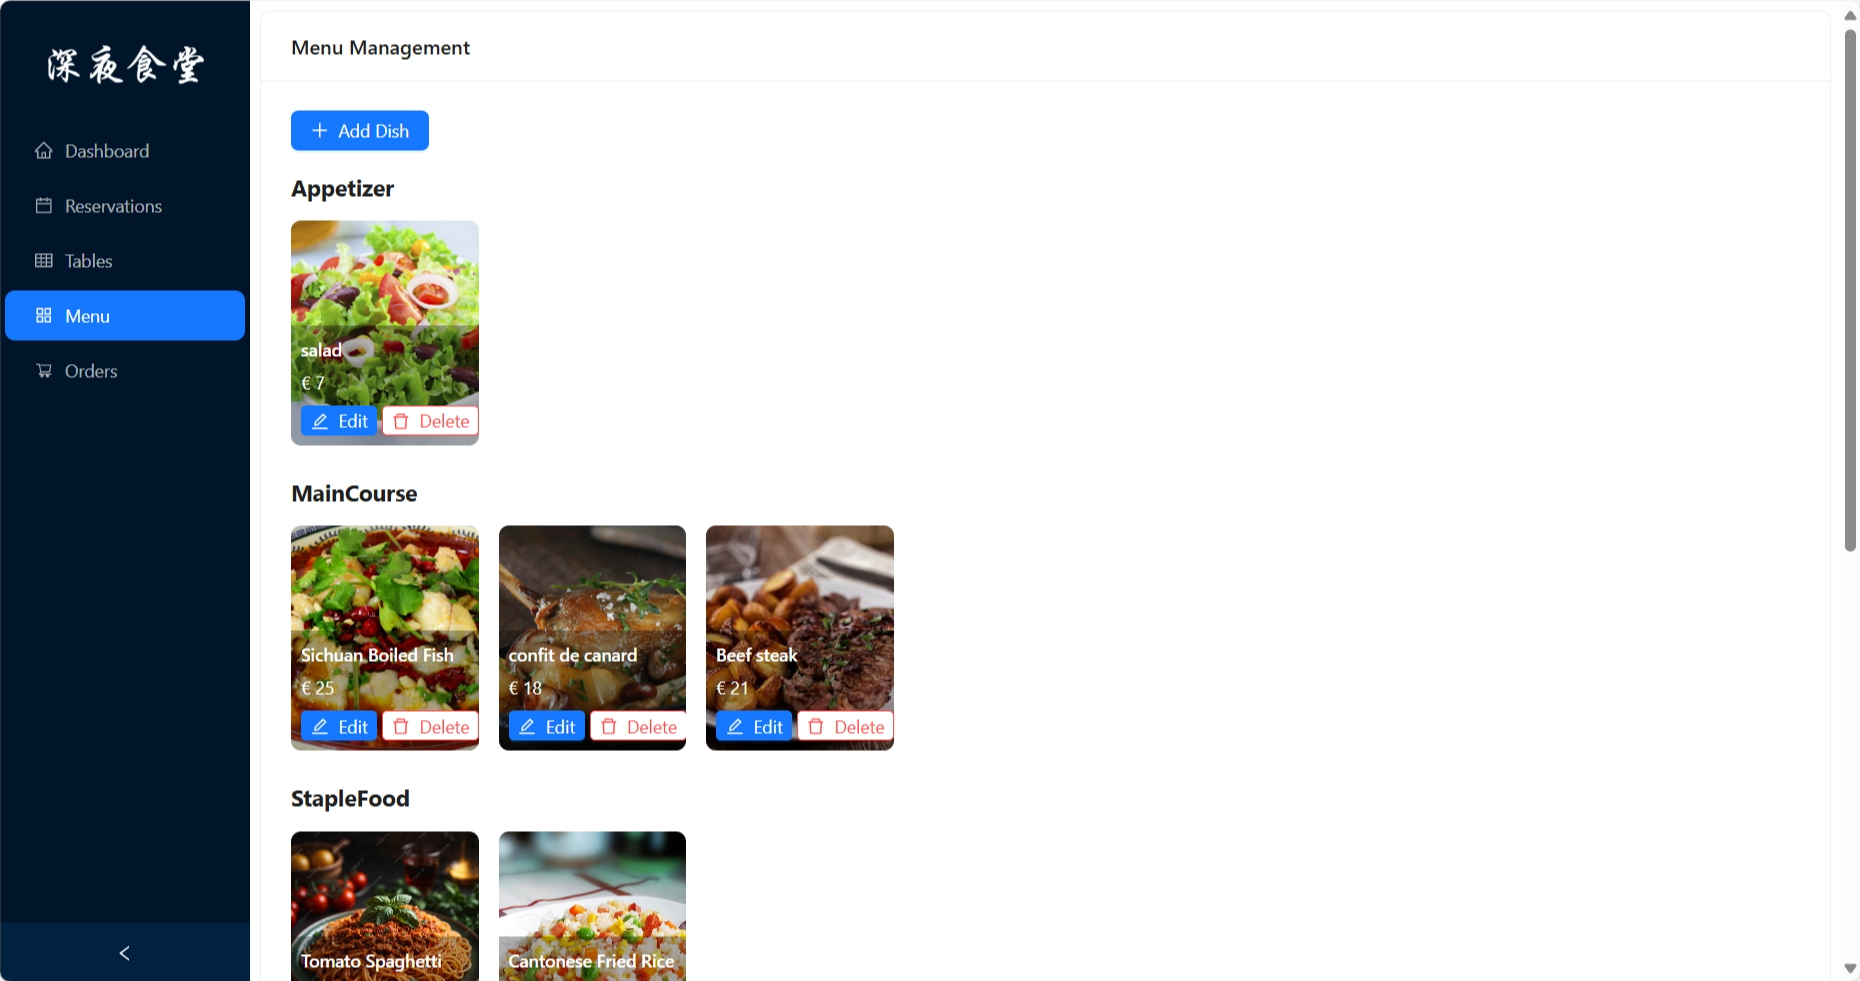 深夜食堂
Dashboard
Reservations
Tables
Menu
Orders
Menu Management
Add Dish
Appetizer
salad
€ 7
Edit Delete
MainCourse
Sichuan Boiled Fish
€ 25
Edit Delete
confit de canard
€ 18
Edit Delete
Beef steak
€ 21
Edit Delete
StapleFood
Tomato Spaghetti
Cantonese Fried Rice